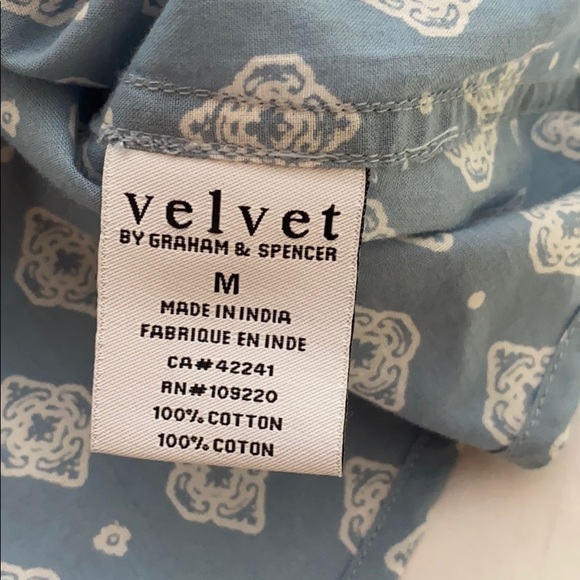 velvet
BY GRAHAM & SPENCER
M
MADE IN INDIA
FABRIQUE EN INDE
CA#42241
RN#109220
100% COTTON
100% COTON